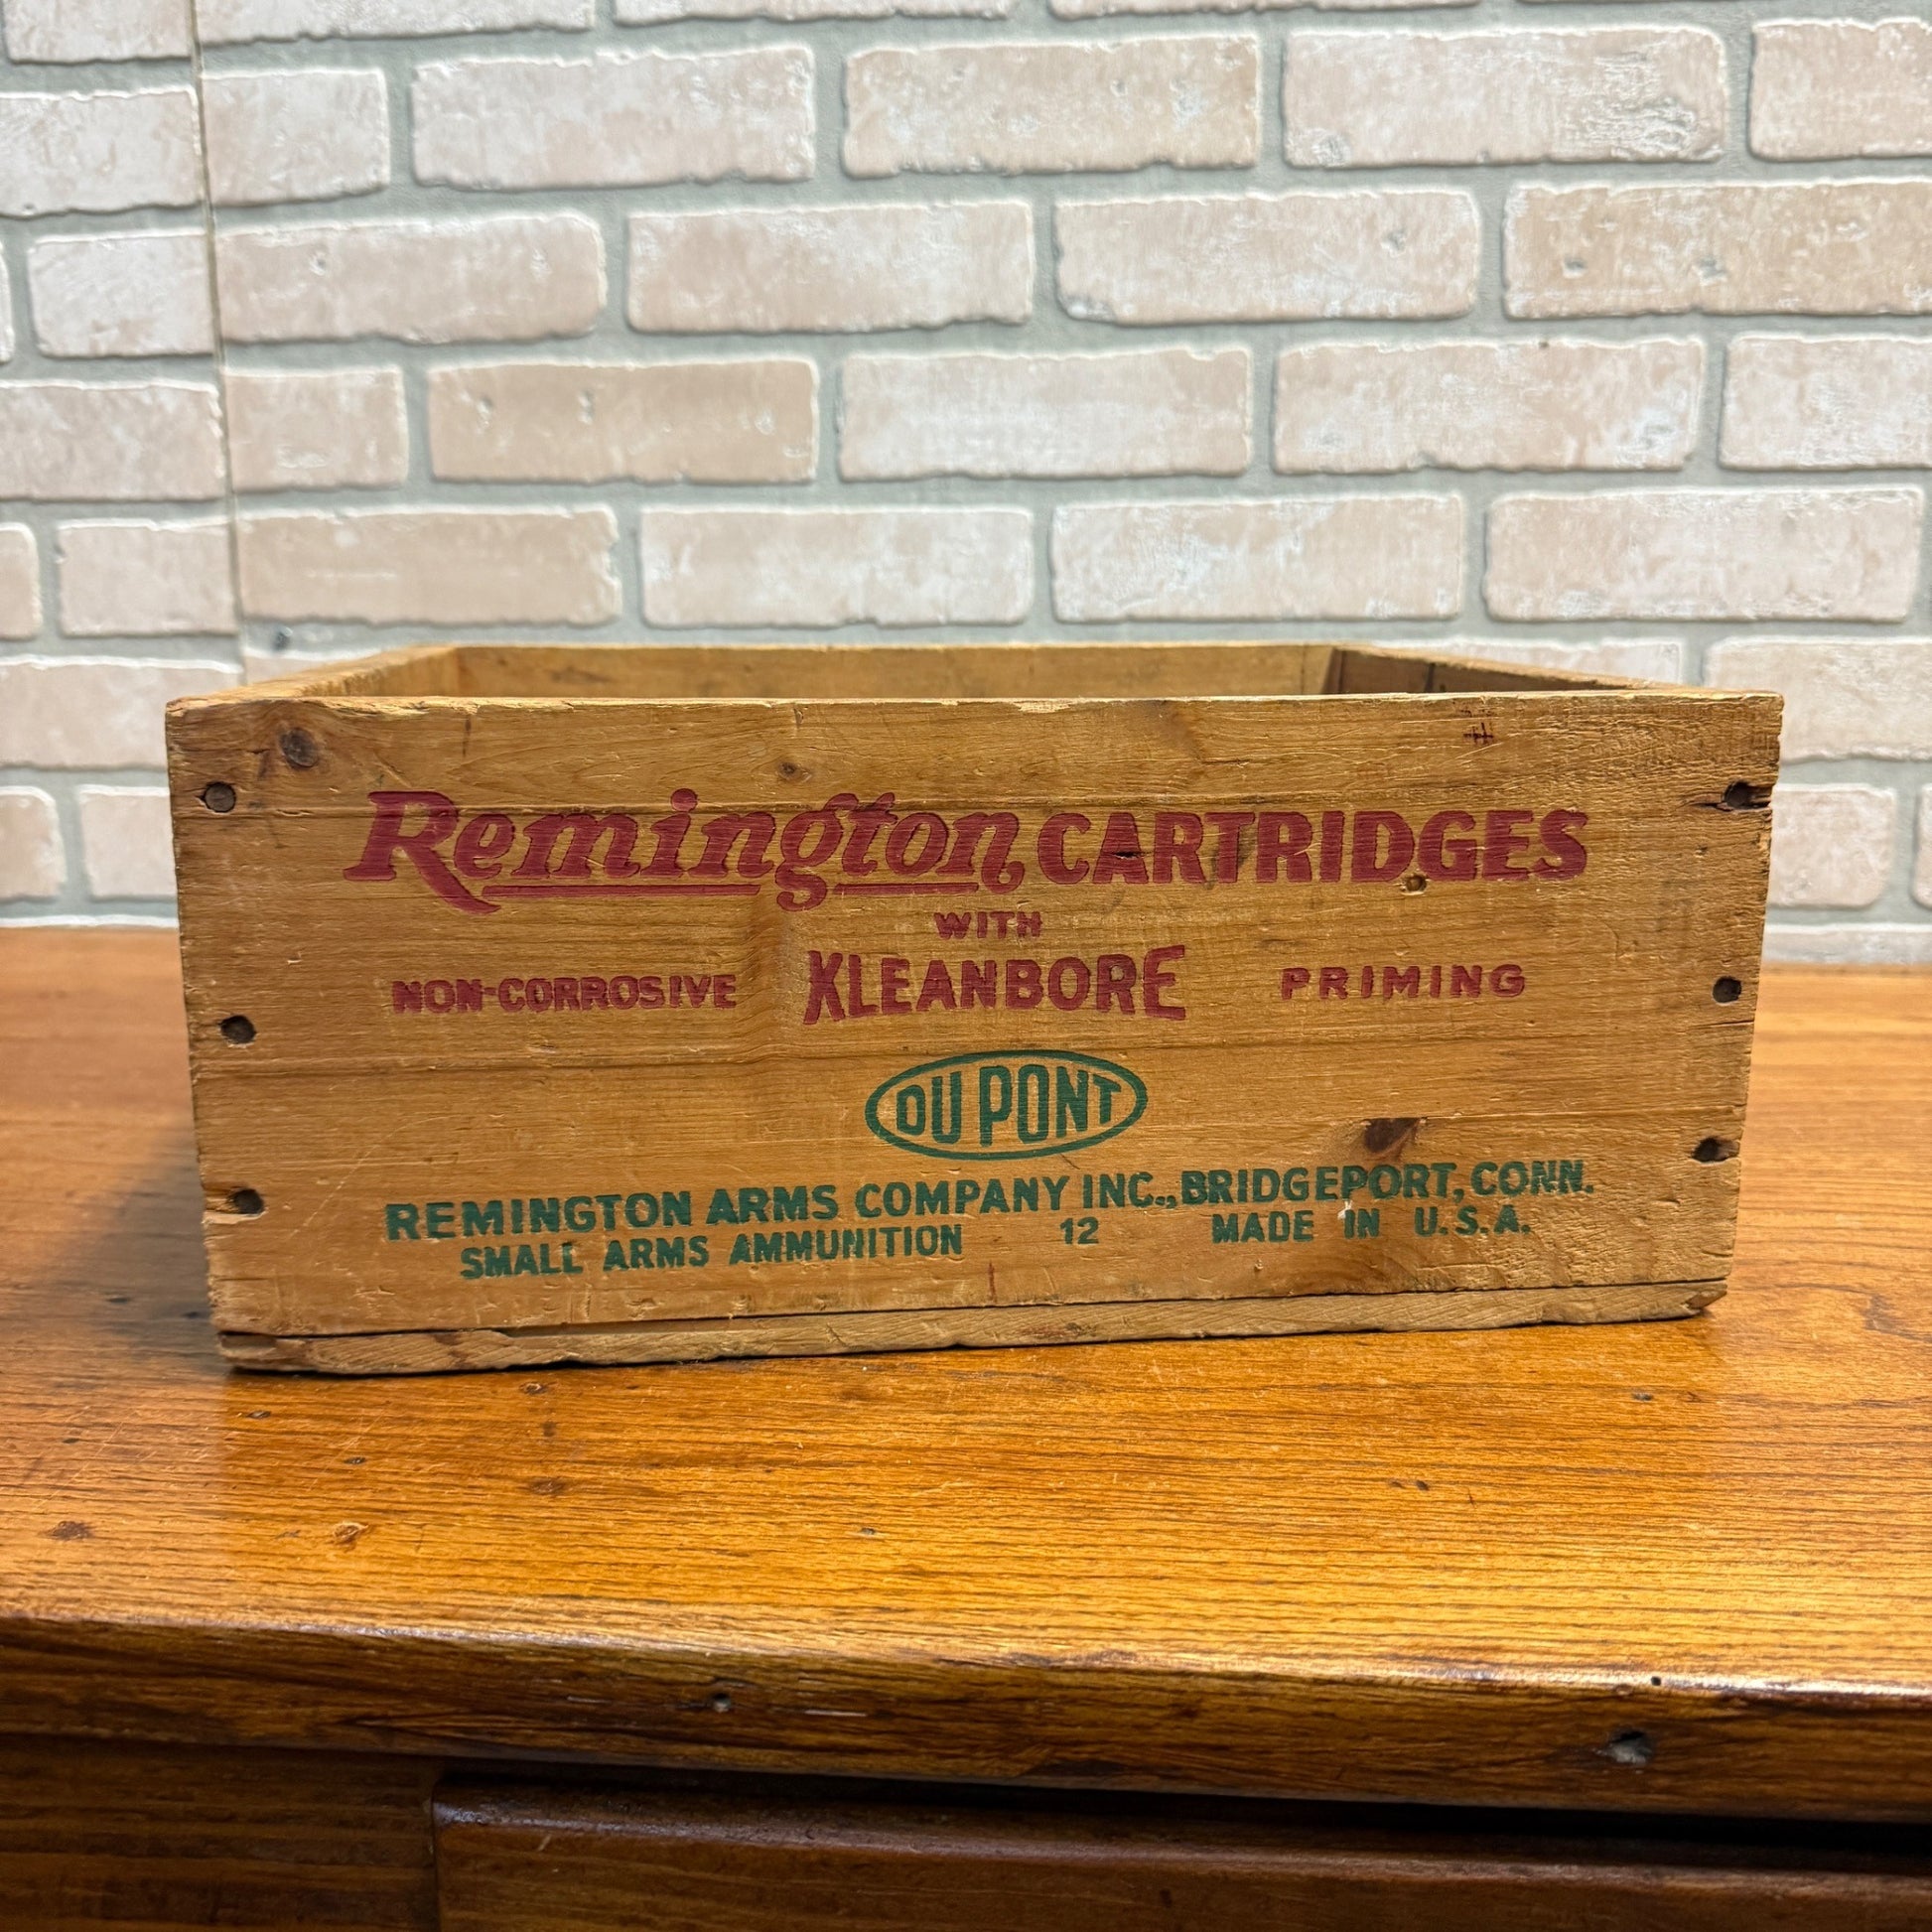 Remington CARTRIDGES
WITH
NON-CORROSIVE KLEANBORE PRIMING
DU PONT
REMINGTON ARMS COMPANY INC., BRIDGEPORT, CONN.
SMALL ARMS AMMUNITION 12 MADE IN U.S.A.